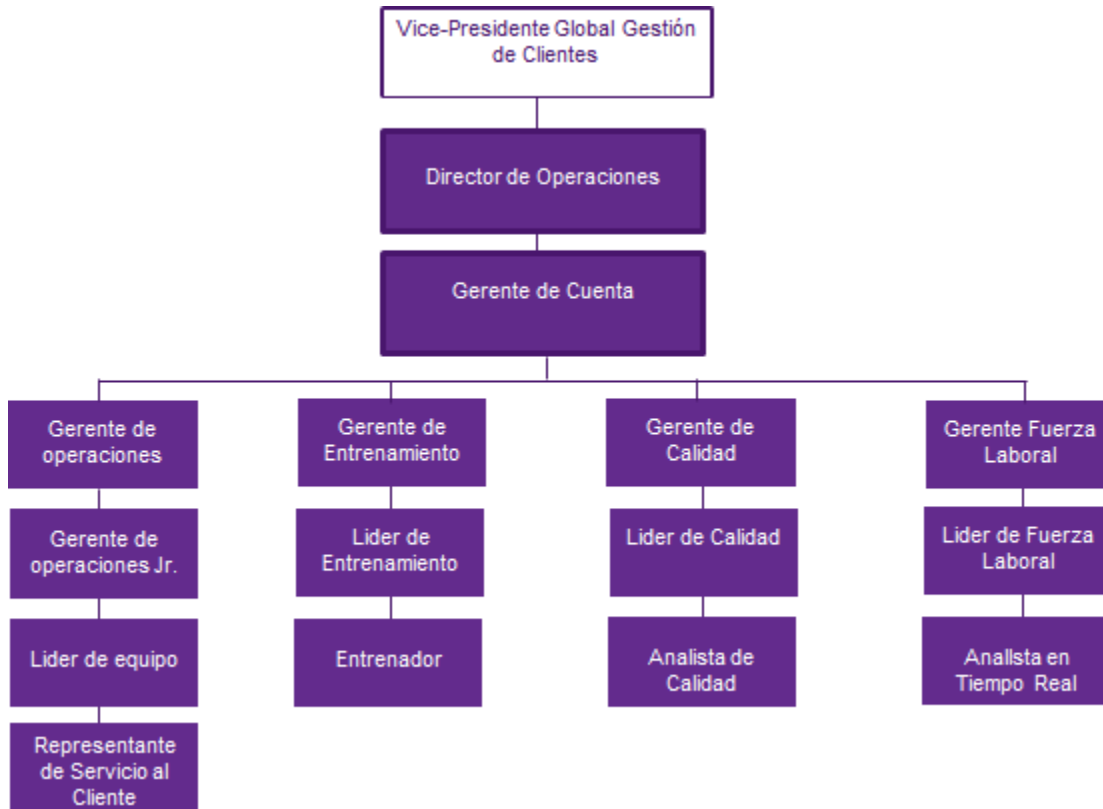 Vice-Presidente Global Gestión
de Clientes
Director de Operaciones
Gerente de Cuenta
Gerente de
operaciones
Gerente de
Entrenamiento
Gerente de
Calidad
Gerente Fuerza
Laboral
Gerente de
operaciones Jr.
Lider de
Entrenamiento
Lider de Calidad
Lider de Fuerza
Laboral
Lider de equipo
Entrenador
Analista de
Calidad
Anallsta en
Tiempo Real
Representante
de Servicio al
Cliente